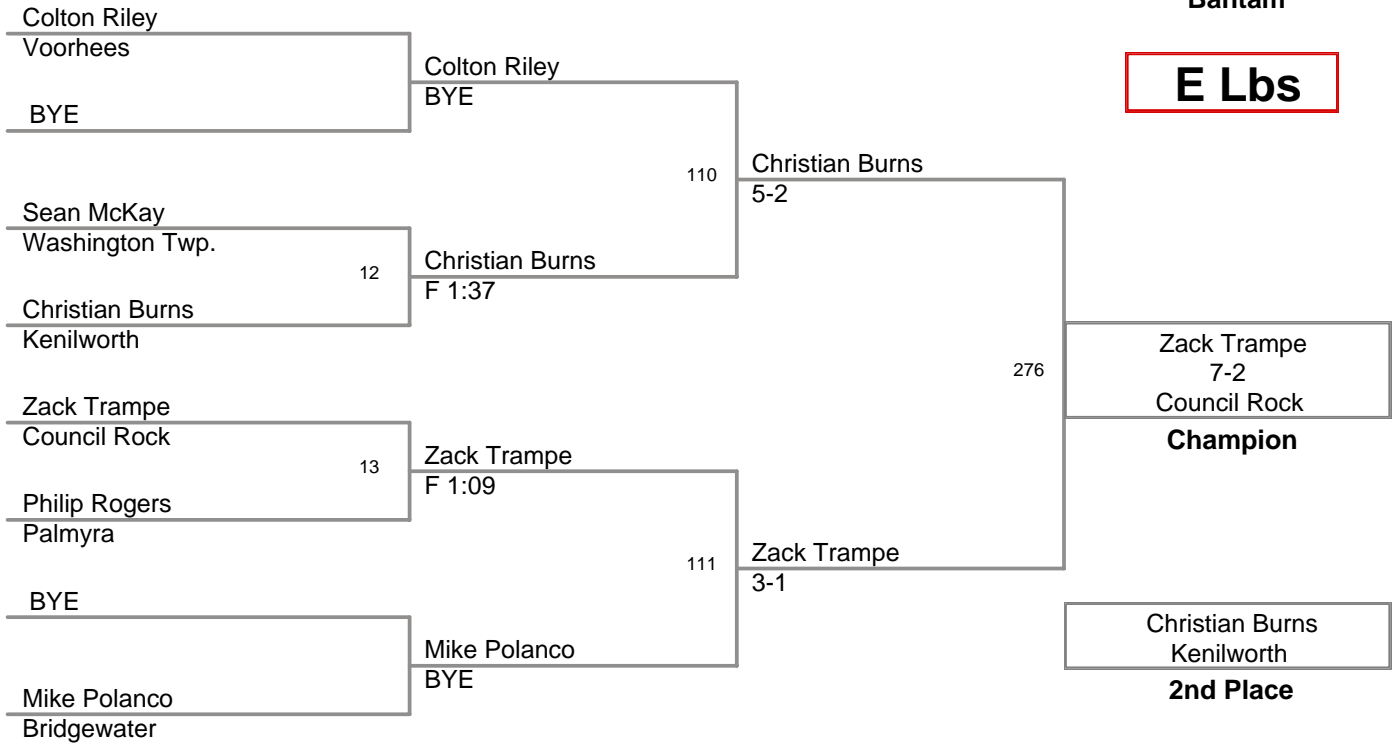 Bantam
E Lbs
Colton Riley
Voorhees
BYE
Sean McKay
Washington Twp.
12
Christian Burns
Kenilworth
Zack Trampe
Council Rock
13
Philip Rogers
Palmyra
BYE
Mike Polanco
Bridgewater
Colton Riley
BYE
110
Christian Burns
F 1:37
Zack Trampe
F 1:09
111
Mike Polanco
BYE
Christian Burns
5-2
276
Zack Trampe
3-1
Zack Trampe
7-2
Council Rock
Champion
Christian Burns
Kenilworth
2nd Place